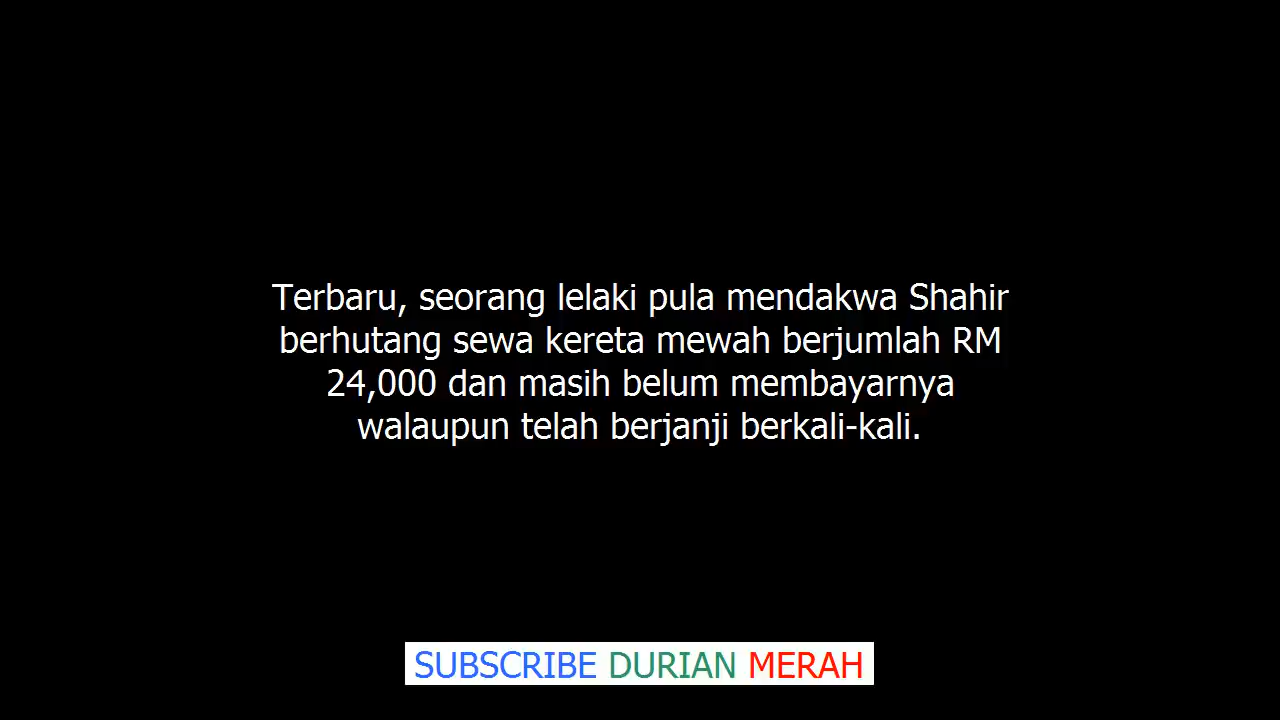 Terbaru, seorang lelaki pula mendakwa Shahir
berhutang sewa kereta mewah berjumlah RM
24,000 dan masih belum membayarnya
walaupun telah berjanji berkali-kali.
SUBSCRIBE DURIAN MERAH